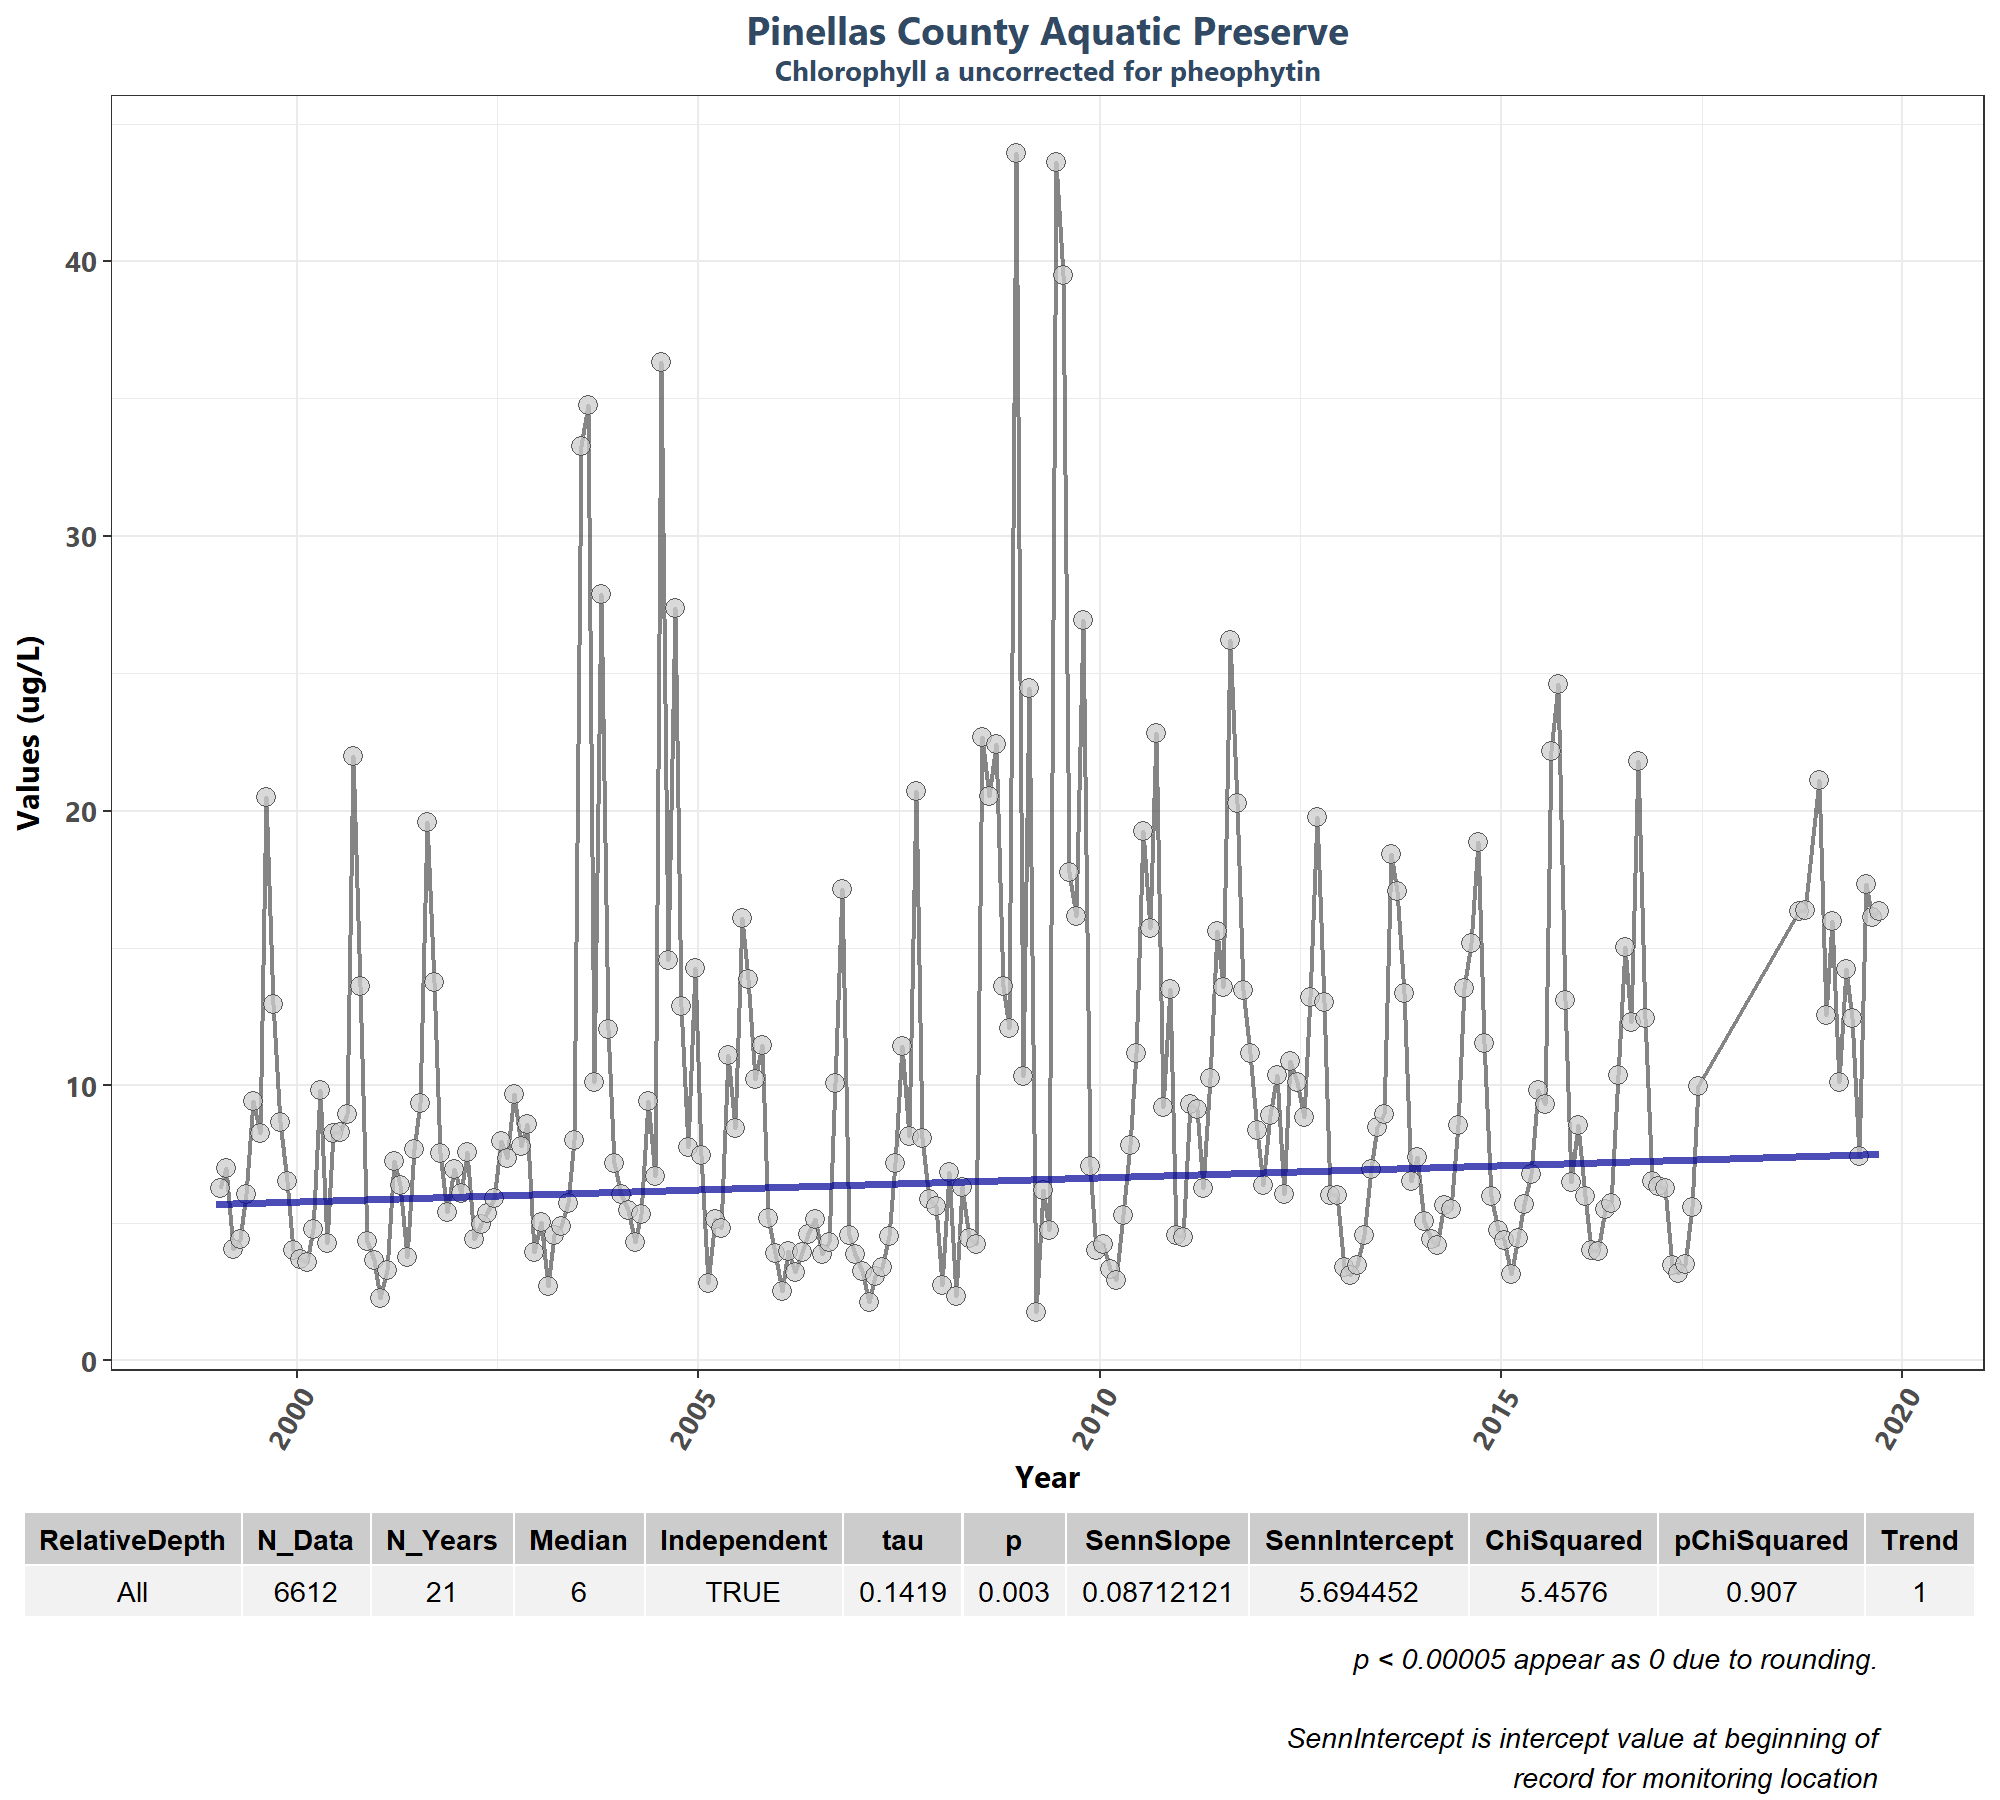 Pinellas County Aquatic Preserve
Chlorophyll a uncorrected for pheophytin
Values (ug/L)
40
30
20
10
0
2000 2005 2010 2015 2020
Year
RelativeDepth N_Data N_Years Median Independent tau p SennSlope SennIntercept ChiSquared pChiSquared Trend
All 6612 21 6 TRUE 0.1419 0.003 0.08712121 5.694452 5.4576 0.907 1
p < 0.00005 appear as 0 due to rounding.
SennIntercept is intercept value at beginning of
record for monitoring location